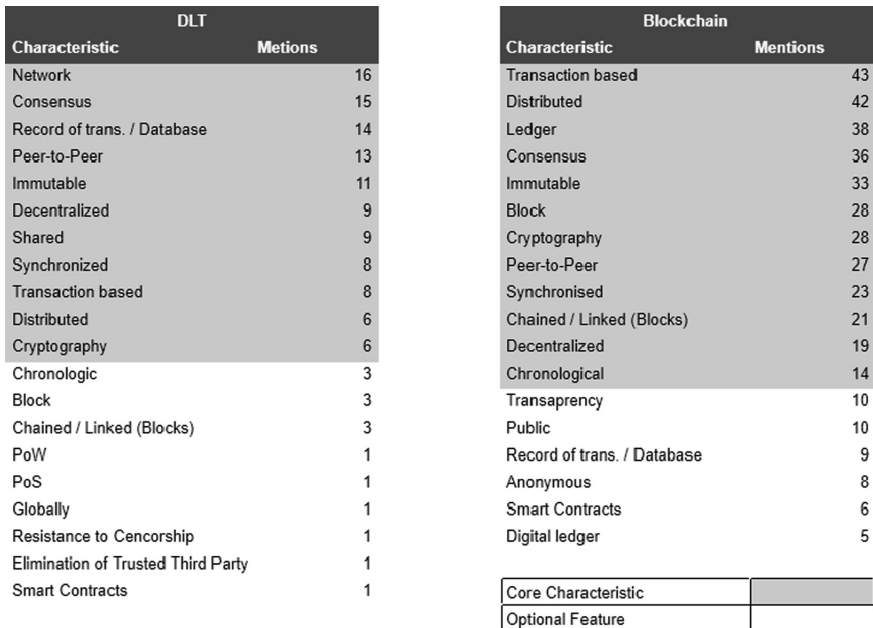 DLT
Characteristic Metions
Network 16
Consensus 15
Record of trans. / Database 14
Peer-to-Peer 13
Immutable 11
Decentralized 9
Shared 9
Synchronized 8
Transaction based 8
Distributed 6
Cryptography 6
Chronologic 3
Block 3
Chained / Linked (Blocks) 3
PoW 1
PoS 1
Globally 1
Resistance to Cencorship 1
Elimination of Trusted Third Party 1
Smart Contracts 1
Blockchain
Characteristic Mentions
Transaction based 43
Distributed 42
Ledger 38
Consensus 36
Immutable 33
Block 28
Cryptography 28
Peer-to-Peer 27
Synchronised 23
Chained / Linked (Blocks) 21
Decentralized 19
Chronological 14
Transaprency 10
Public 10
Record of trans. / Database 9
Anonymous 8
Smart Contracts 6
Digital ledger 5
Core Characteristic
Optional Feature